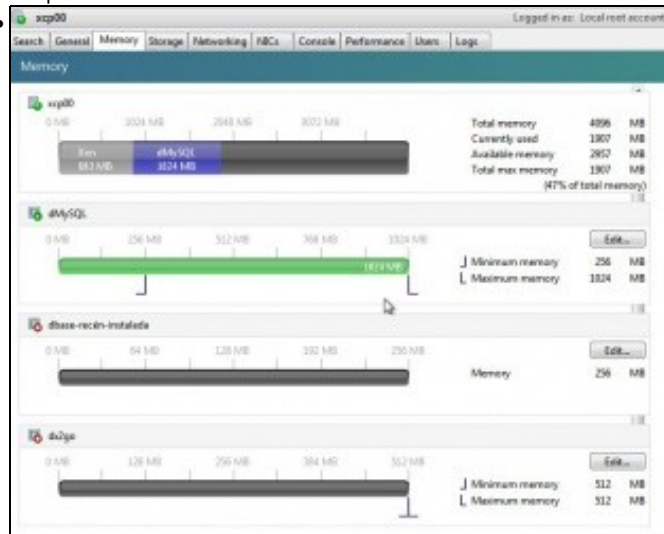 xcp00 Logged in as: Local root account
Search General Memory Storage Networking NICs Console Performance Users Logs
Memory
xcp00
0 MB 1024 MB 2048 MB 3072 MB
Total memory 4096 MB
Currently used 1907 MB
Available memory 2957 MB
Total max memory 1907 MB
(47% of total memory)
Xen dMySQL
883 MB 1024 MB
dMySQL
0 MB 256 MB 512 MB 768 MB 1024 MB
Edit...
1024 MB
Minimum memory 256 MB
Maximum memory 1024 MB
dbase-recén-instalada
0 MB 64 MB 128 MB 192 MB 256 MB
Edit...
Memory 256 MB
dx2go
0 MB 128 MB 256 MB 384 MB 512 MB
Edit...
Minimum memory 512 MB
Maximum memory 512 MB